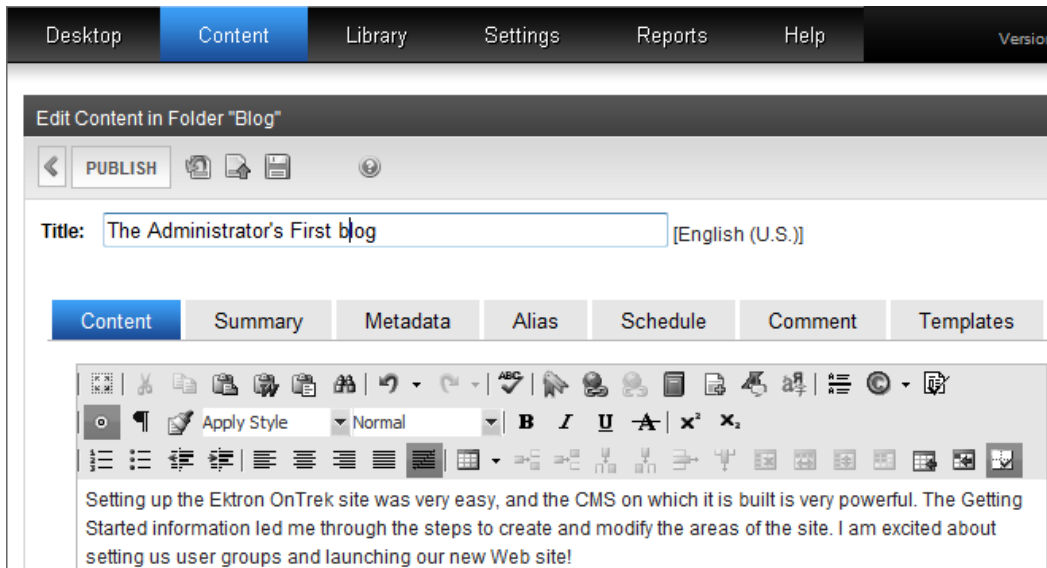 Desktop Content Library Settings Reports Help Versio
Edit Content in Folder "Blog"
PUBLISH
Title: The Administrator's First blog [English (U.S.)]
Content Summary Metadata Alias Schedule Comment Templates
ABC
Apply Style Normal B I U A x² x₂
Setting up the Ektron OnTrek site was very easy, and the CMS on which it is built is very powerful. The Getting
Started information led me through the steps to create and modify the areas of the site. I am excited about
setting us user groups and launching our new Web site!